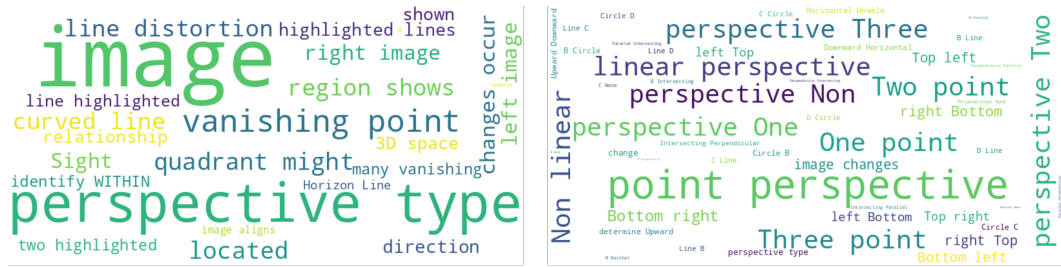 shown
line distortion highlighted lines
image
right image
region shows
line highlighted
curved line
vanishing point
relationship
3D space
Sight
quadrant might
many vanishing
identify WITHIN
Horizon Line
perspective type
image aligns
two highlighted
located
direction
changes occur
left image
Upward Downward
Circle D
C Circle
Horizontal Unable
Line C
perspective Three
B Line
Parallel Intersecting
B Circle
Line D
left Top
Downward Horizontal
Top left
linear perspective
B Intersecting
C None
Two point
perspective Non
right Bottom
D Circle
perspective One
Intersecting Perpendicular
One point
D Line
change
C Line
Circle B
image changes
point perspective
Intersecting Parallel
Bottom right
left Bottom
Top right
Circle C
determine Upward
Three point
right Top
Line B
perspective type
Bottom left
B Neither
Non linear
perspective Two